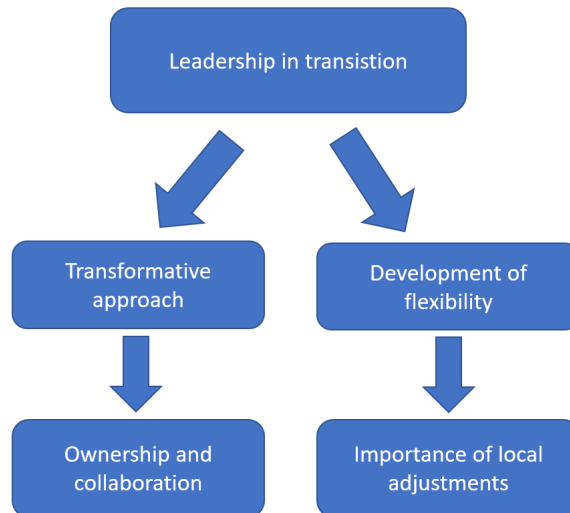 Leadership in transistion
Transformative
approach
Development of
flexibility
Ownership and
collaboration
Importance of local
adjustments